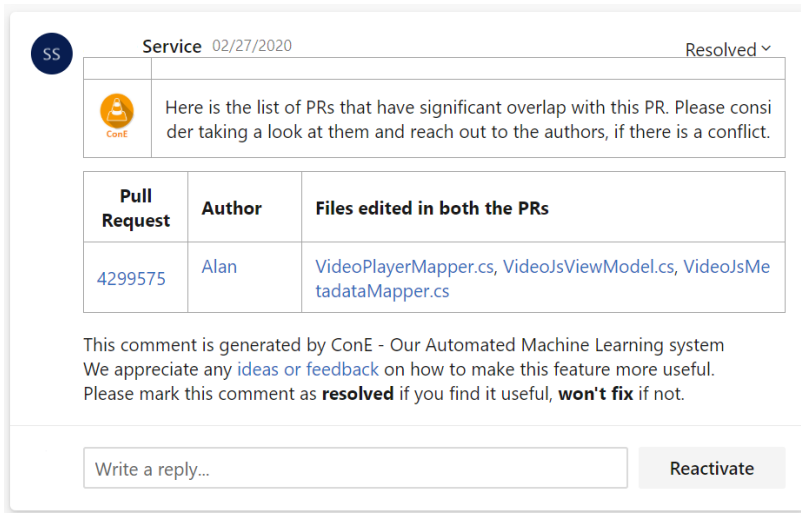 SS
Service 02/27/2020
Resolved
ConE
Here is the list of PRs that have significant overlap with this PR. Please consi
der taking a look at them and reach out to the authors, if there is a conflict.
Pull
Request
Author
Files edited in both the PRs
4299575
Alan
VideoPlayerMapper.cs, VideoJsViewModel.cs, VideoJsMe
tadataMapper.cs
This comment is generated by ConE - Our Automated Machine Learning system
We appreciate any ideas or feedback on how to make this feature more useful.
Please mark this comment as resolved if you find it useful, won't fix if not.
Write a reply...
Reactivate